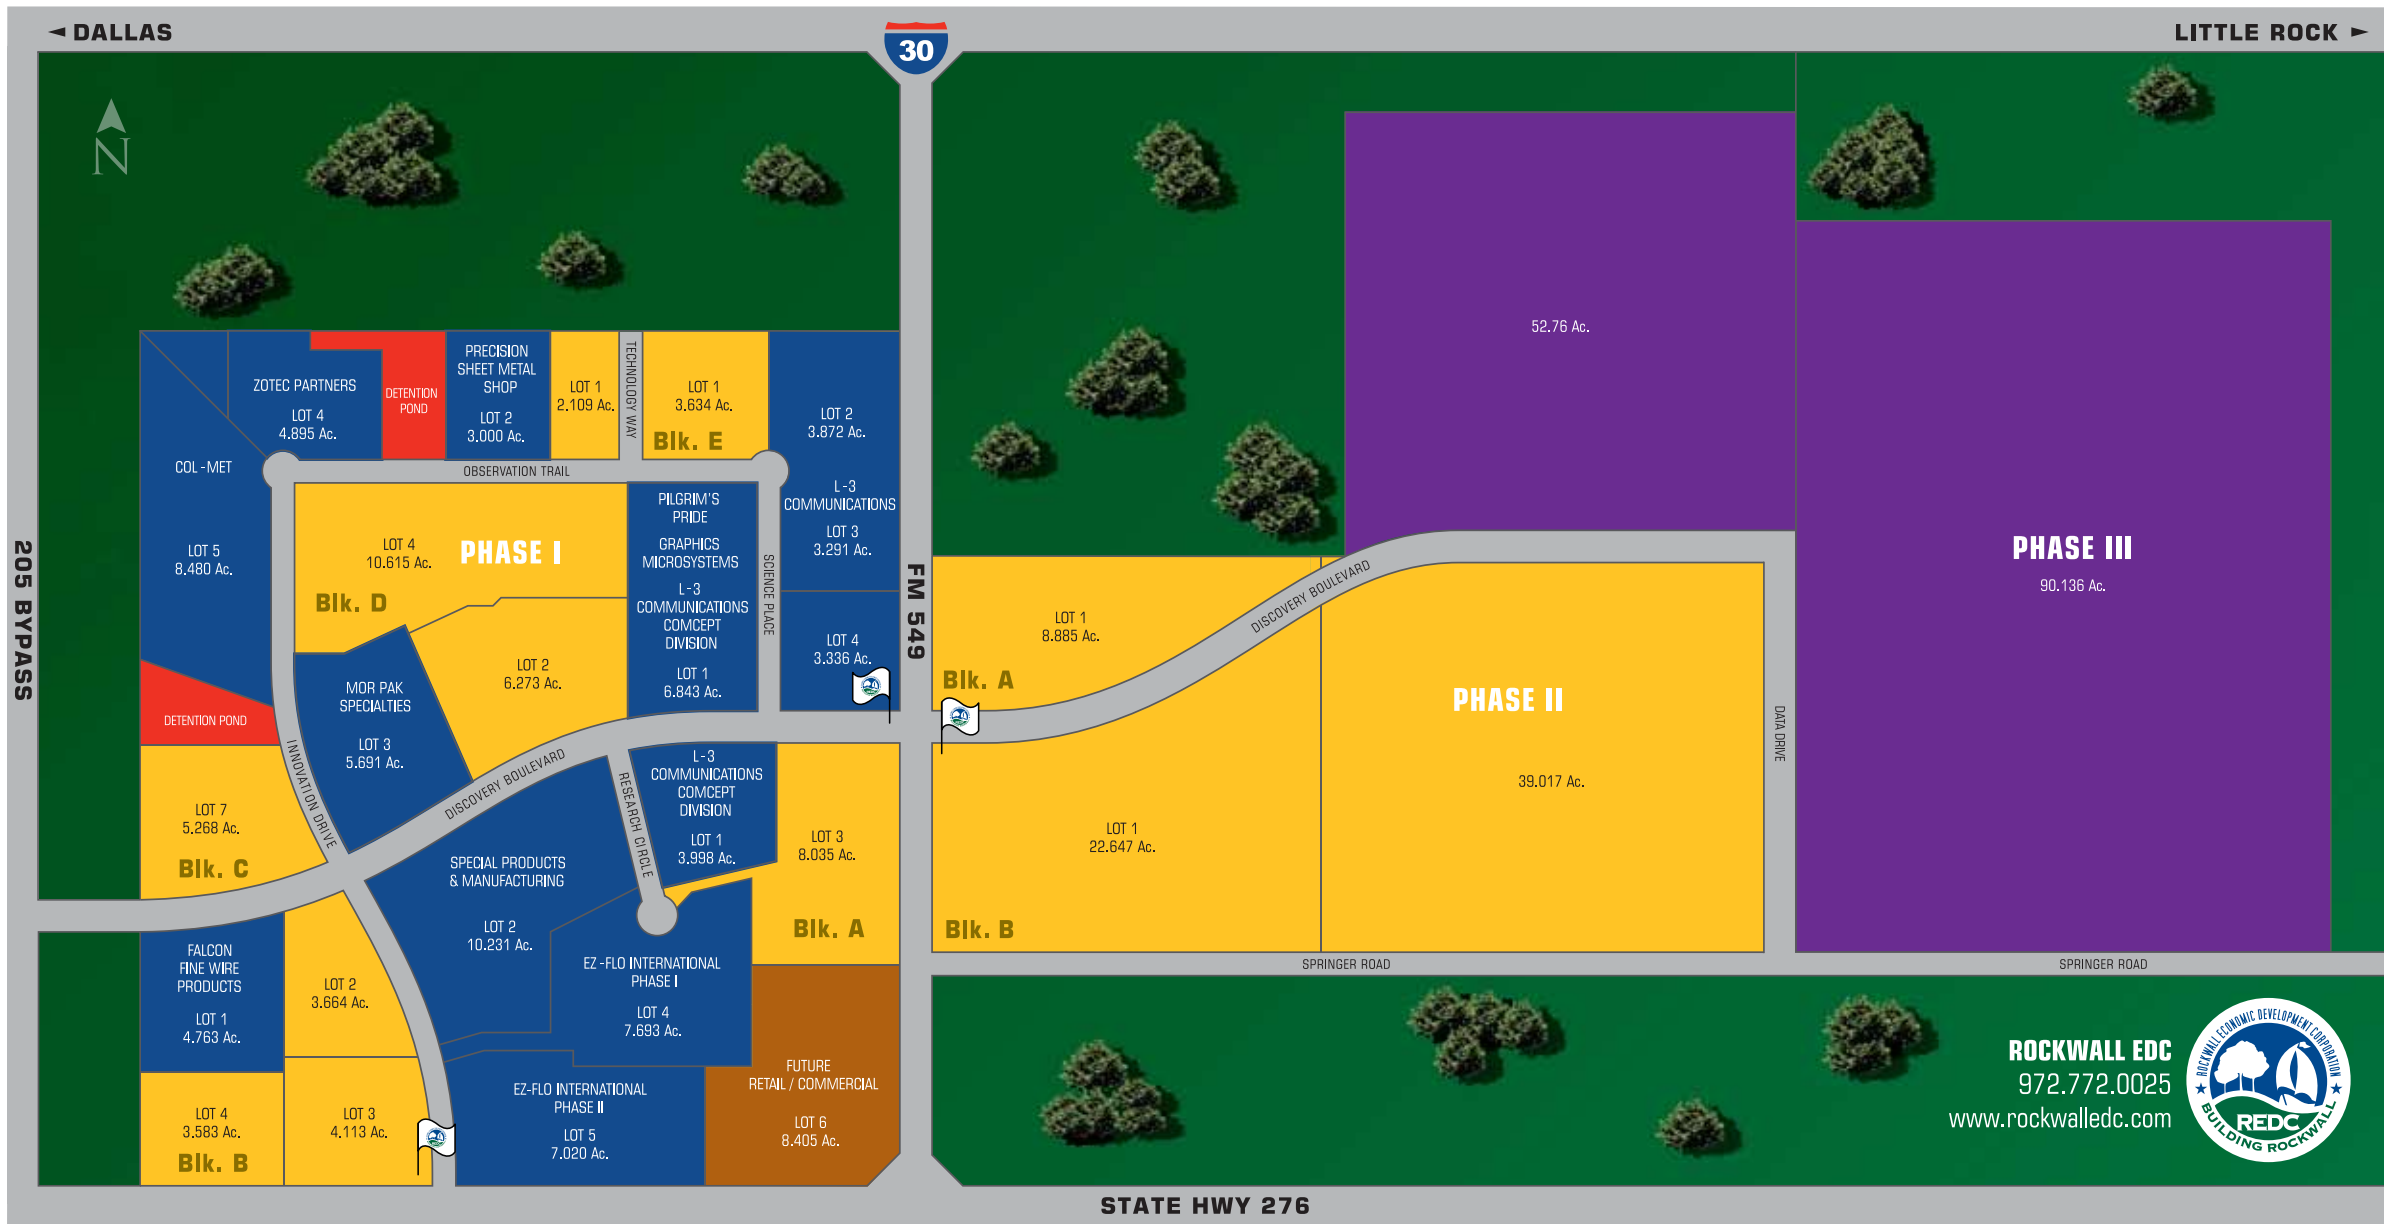 ◄ DALLAS
30
LITTLE ROCK ►
N
205 BYPASS
FM 549
STATE HWY 276
ZOTEC PARTNERS
LOT 4
4.895 Ac.
DETENTION
POND
PRECISION
SHEET METAL
SHOP
LOT 2
3.000 Ac.
LOT 1
2.109 Ac.
TECHNOLOGY WAY
LOT 1
3.634 Ac.
Blk. E
LOT 2
3.872 Ac.
L-3
COMMUNICATIONS
LOT 3
3.291 Ac.
LOT 4
3.336 Ac.
COL-MET
LOT 5
8.480 Ac.
OBSERVATION TRAIL
LOT 4
10.615 Ac.
PHASE I
Blk. D
PILGRIM'S
PRIDE
GRAPHICS
MICROSYSTEMS
L-3
COMMUNICATIONS
COMCEPT
DIVISION
LOT 1
6.843 Ac.
SCIENCE PLACE
LOT 2
6.273 Ac.
MOR PAK
SPECIALTIES
LOT 3
5.691 Ac.
DETENTION POND
INNOVATION DRIVE
LOT 7
5.268 Ac.
Blk. C
DISCOVERY BOULEVARD
RESEARCH CIRCLE
L-3
COMMUNICATIONS
COMCEPT
DIVISION
LOT 1
3.998 Ac.
LOT 3
8.035 Ac.
Blk. A
SPECIAL PRODUCTS
& MANUFACTURING
LOT 2
10.231 Ac.
EZ-FLO INTERNATIONAL
PHASE I
LOT 4
7.693 Ac.
FALCON
FINE WIRE
PRODUCTS
LOT 1
4.763 Ac.
LOT 2
3.664 Ac.
LOT 4
3.583 Ac.
Blk. B
LOT 3
4.113 Ac.
EZ-FLO INTERNATIONAL
PHASE II
LOT 5
7.020 Ac.
FUTURE
RETAIL / COMMERCIAL
LOT 6
8.405 Ac.
52.76 Ac.
PHASE III
90.136 Ac.
LOT 1
8.885 Ac.
Blk. A
DISCOVERY BOULEVARD
PHASE II
39.017 Ac.
DATA DRIVE
LOT 1
22.647 Ac.
Blk. B
SPRINGER ROAD
SPRINGER ROAD
ROCKWALL EDC
972.772.0025
www.rockwalledc.com
ROCKWALL ECONOMIC DEVELOPMENT CORPORATION
REDC
BUILDING ROCKWALL